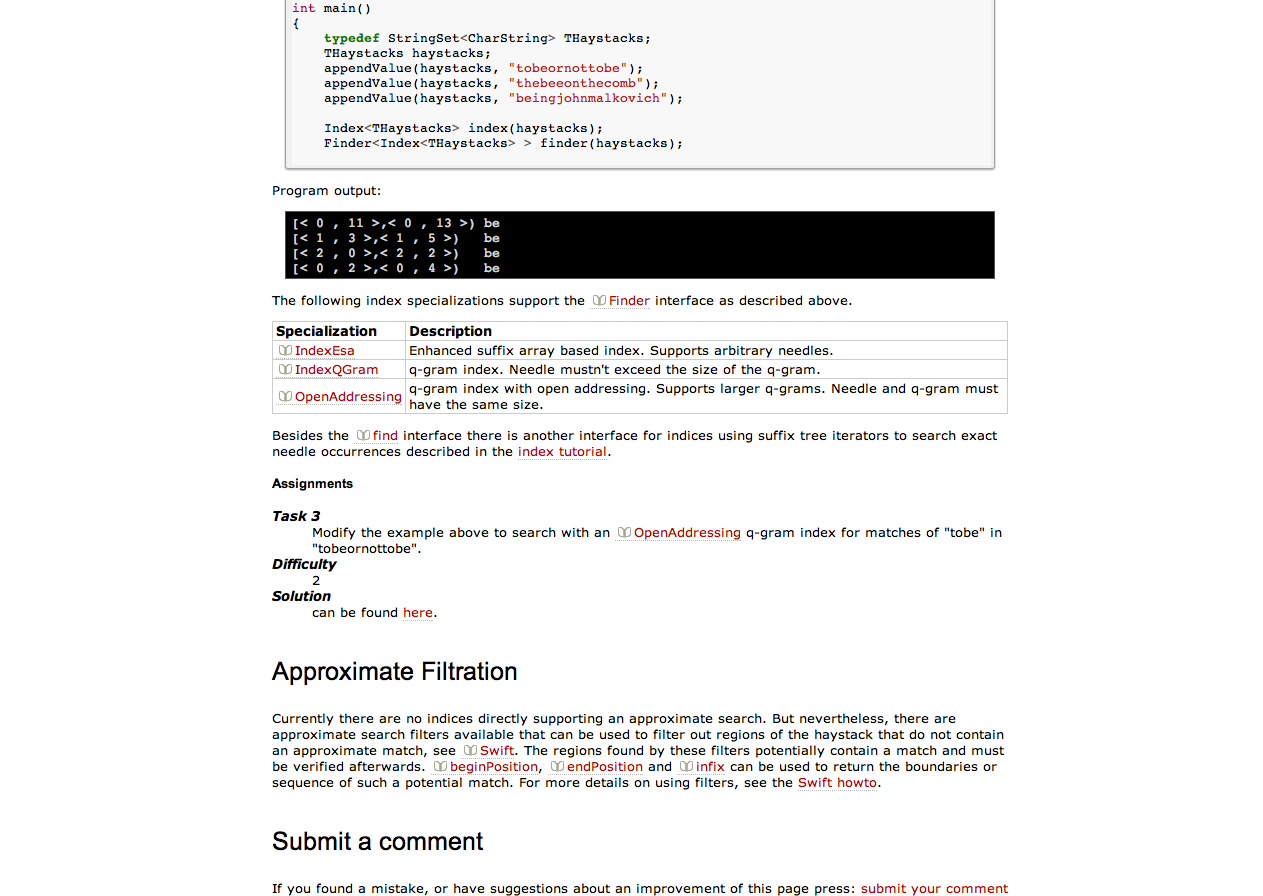 int main()
{
    typedef StringSet<CharString> THaystacks;
    THaystacks haystacks;
    appendValue(haystacks, "tobeornottobe");
    appendValue(haystacks, "thebeeonthecomb");
    appendValue(haystacks, "beingjohnmalkovich");

    Index<THaystacks> index(haystacks);
    Finder<Index<THaystacks> > finder(haystacks);
Program output:
[< 0 , 11 >,< 0 , 13 >) be
[< 1 , 3 >,< 1 , 5 >)   be
[< 2 , 0 >,< 2 , 2 >)   be
[< 0 , 2 >,< 0 , 4 >)   be
The following index specializations support the Finder interface as described above.
Specialization Description
IndexEsa Enhanced suffix array based index. Supports arbitrary needles.
IndexQGram q-gram index. Needle mustn't exceed the size of the q-gram.
OpenAddressing q-gram index with open addressing. Supports larger q-grams. Needle and q-gram must
have the same size.
Besides the find interface there is another interface for indices using suffix tree iterators to search exact
needle occurrences described in the index tutorial.
Assignments
Task 3
Modify the example above to search with an OpenAddressing q-gram index for matches of "tobe" in
"tobeornottobe".
Difficulty
2
Solution
can be found here.
Approximate Filtration
Currently there are no indices directly supporting an approximate search. But nevertheless, there are
approximate search filters available that can be used to filter out regions of the haystack that do not contain
an approximate match, see Swift. The regions found by these filters potentially contain a match and must
be verified afterwards. beginPosition, endPosition and infix can be used to return the boundaries or
sequence of such a potential match. For more details on using filters, see the Swift howto.
Submit a comment
If you found a mistake, or have suggestions about an improvement of this page press: submit your comment